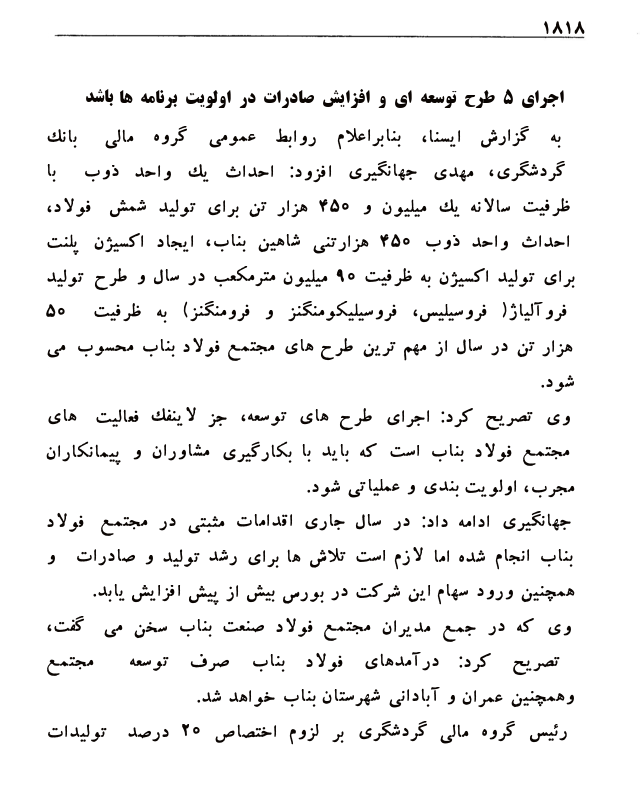 ۱۸۱۸
اجرای ۵ طرح توسعه ای و افزایش صادرات در اولویت برنامه ها باشد
به گزارش ایسنا، بنابراعلام روابط عمومی گروه مالی بانك
گردشگری، مهدی جهانگیری افزود: احداث یك واحد ذوب با
ظرفیت سالانه یك میلیون و ۴۵۰ هزار تن برای تولید شمش فولاد،
احداث واحد ذوب ۴۵۰ هزارتنی شاهین بناب، ایجاد اکسیژن پلنت
برای تولید اکسیژن به ظرفیت ۹۰ میلیون مترمکعب در سال و طرح تولید
فروآلیاژ( فروسیلیس، فروسیلیکومنگنز و فرومنگنز) به ظرفیت ۵۰
هزار تن در سال از مهم ترین طرح های مجتمع فولاد بناب محسوب می
شود.
وی تصریح کرد: اجرای طرح های توسعه، جز لاینفك فعالیت های
مجتمع فولاد بناب است که باید با بکارگیری مشاوران و پیمانکاران
مجرب، اولویت بندی و عملیاتی شود.
جهانگیری ادامه داد: در سال جاری اقدامات مثبتی در مجتمع فولاد
بناب انجام شده اما لازم است تلاش ها برای رشد تولید و صادرات و
همچنین ورود سهام این شرکت در بورس بیش از پیش افزایش یابد.
وی که در جمع مدیران مجتمع فولاد صنعت بناب سخن می گفت،
تصریح کرد: درآمدهای فولاد بناب صرف توسعه مجتمع
وهمچنین عمران و آبادانی شهرستان بناب خواهد شد.
رئیس گروه مالی گردشگری بر لزوم اختصاص ۲۰ درصد تولیدات